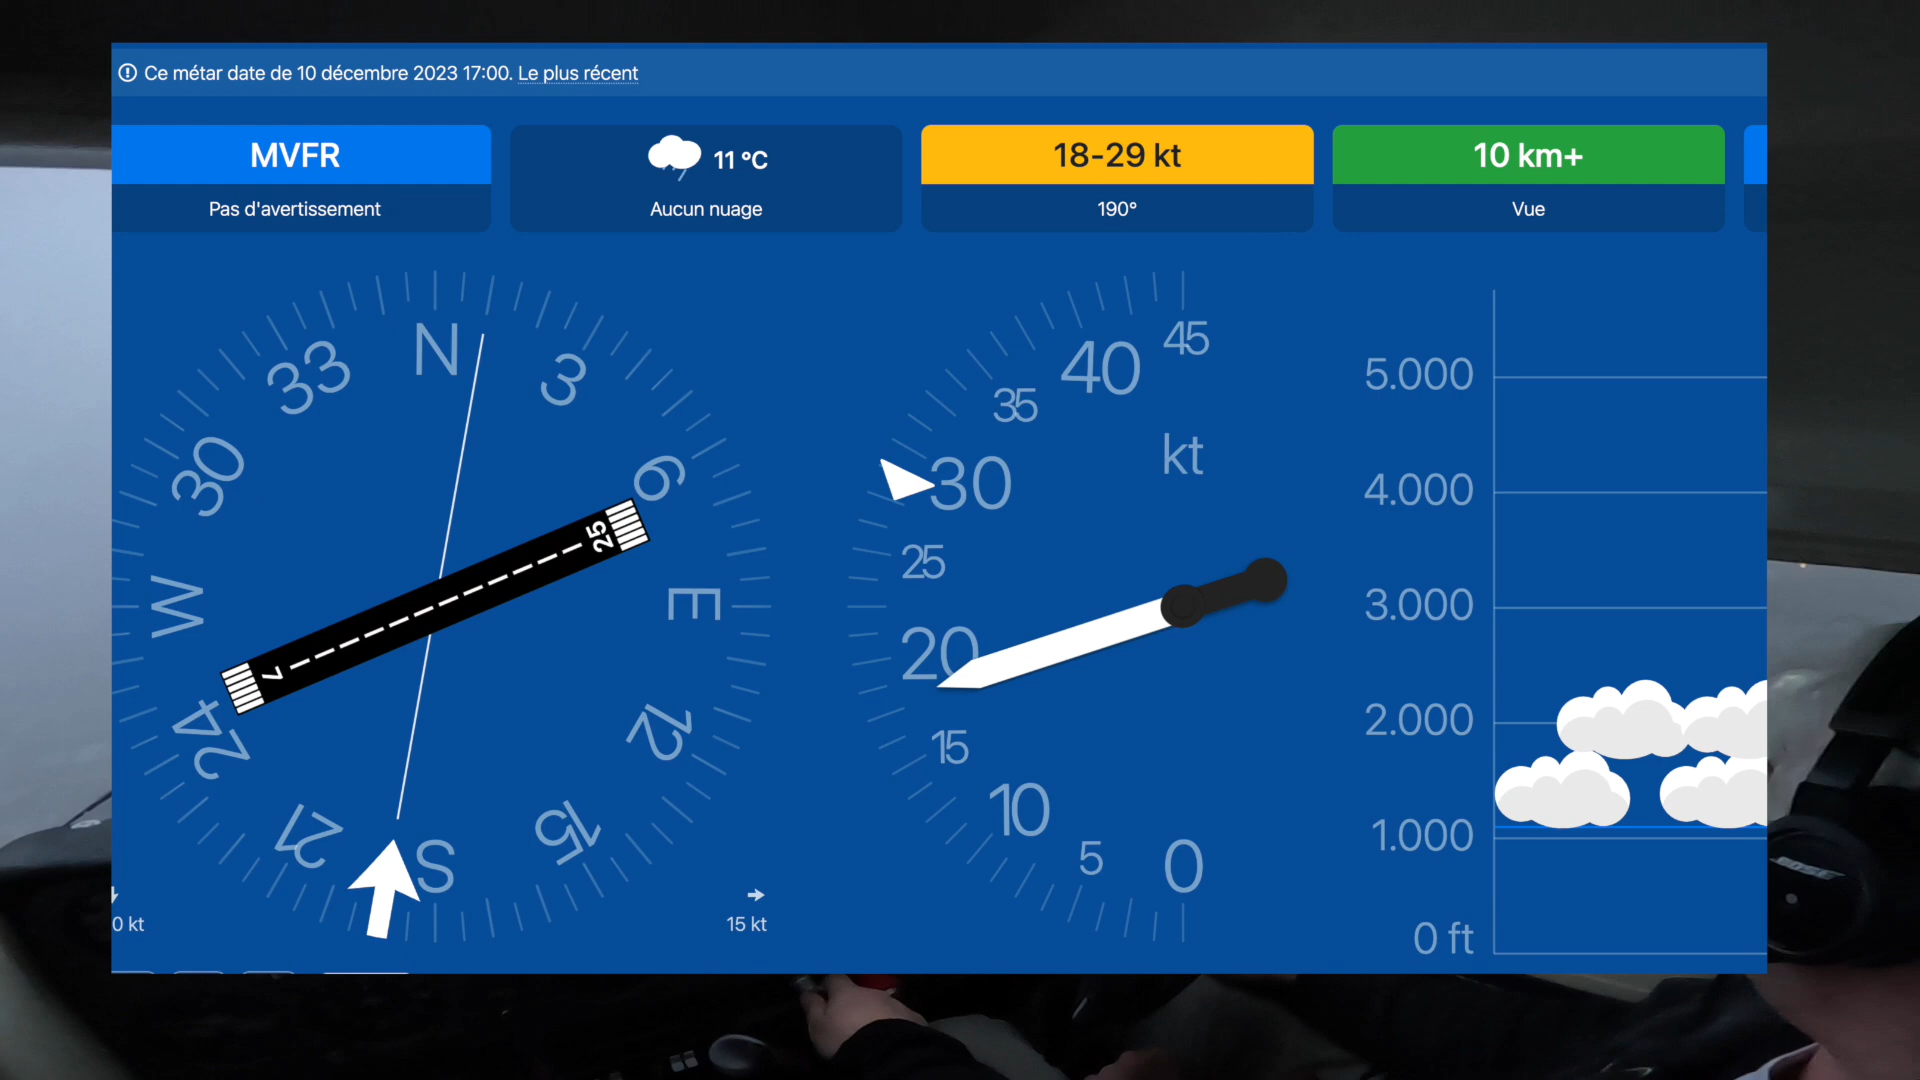 Ce métar date de 10 décembre 2023 17:00. Le plus récent
MVFR
Pas d'avertissement
11 °C
Aucun nuage
18-29 kt
190°
10 km+
Vue
N
3
6
E
12
15
S
21
24
W
30
33
25
7
0 kt
15 kt
45
40
35
30
25
20
15
10
5
0
kt
5.000
4.000
3.000
2.000
1.000
0 ft
BOSE